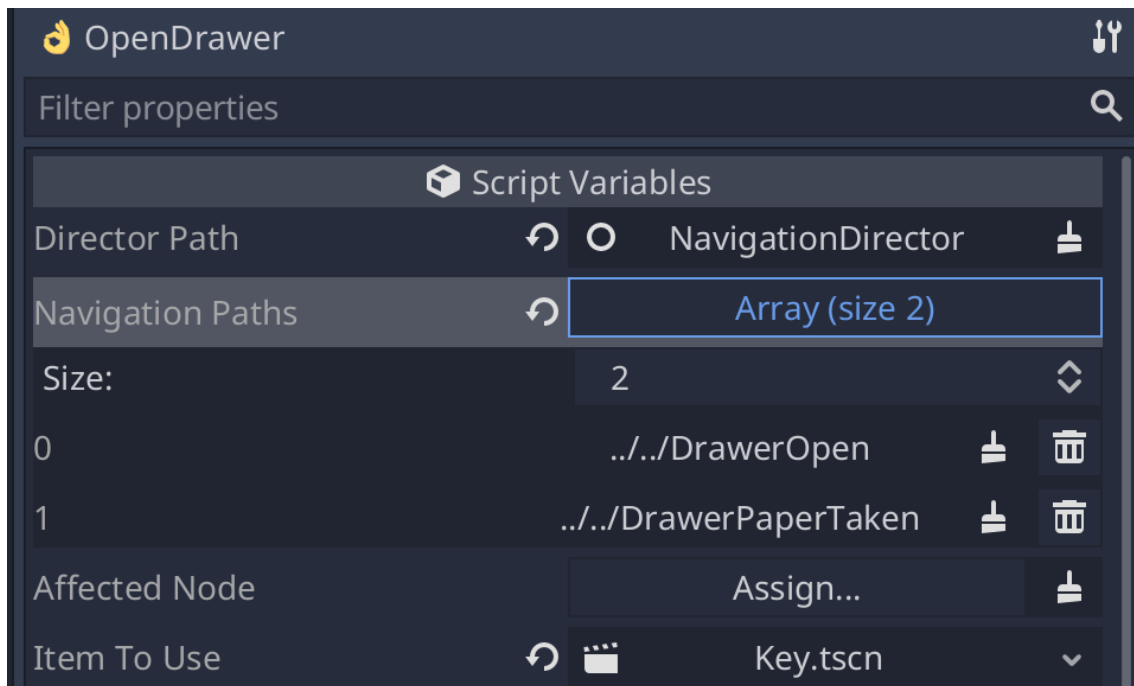 OpenDrawer
Filter properties
Script Variables
Director Path NavigationDirector
Navigation Paths Array (size 2)
Size: 2
0 ../../DrawerOpen
1 ../../DrawerPaperTaken
Affected Node Assign...
Item To Use Key.tscn